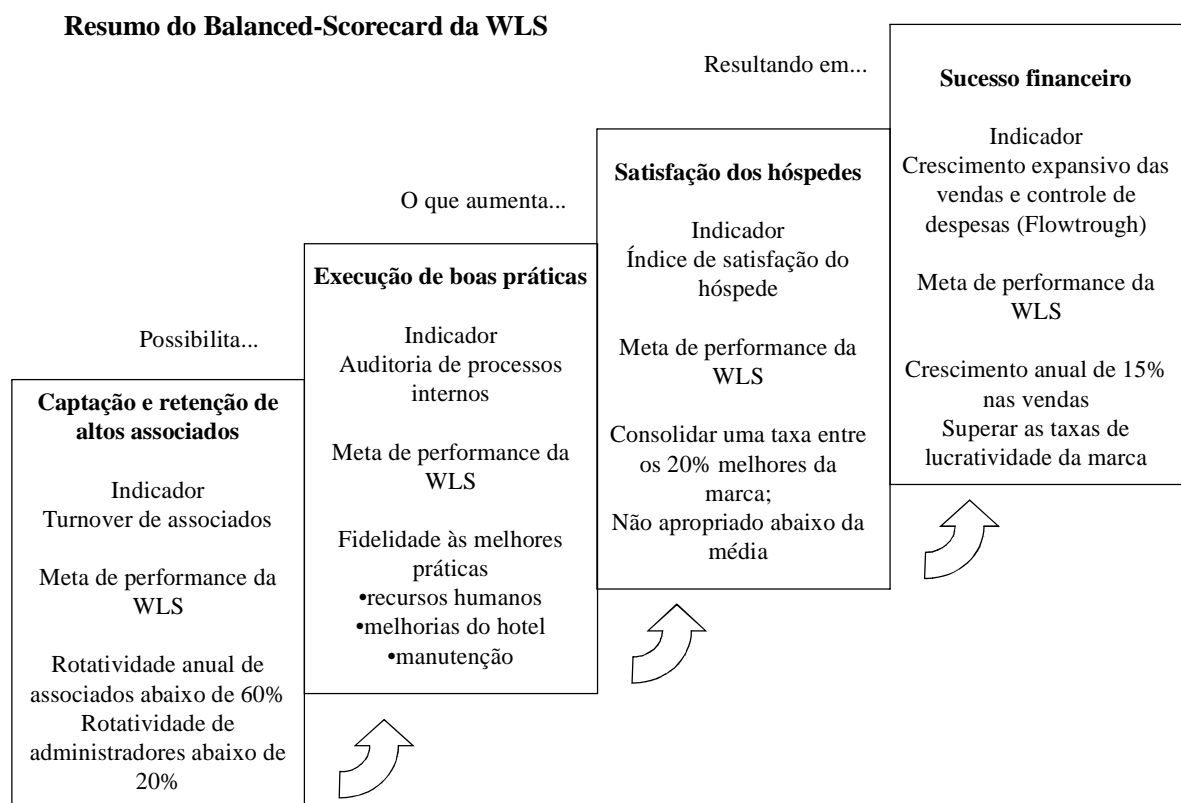 Resumo do Balanced-Scorecard da WLS
Possibilita...
Captação e retenção de
altos associados
Indicador
Turnover de associados
Meta de performance da
WLS
Rotatividade anual de
associados abaixo de 60%
Rotatividade de
administradores abaixo de
20%
O que aumenta...
Execução de boas práticas
Indicador
Auditoria de processos
internos
Meta de performance da
WLS
Fidelidade às melhores
práticas
•recursos humanos
•melhorias do hotel
•manutenção
Resultando em...
Satisfação dos hóspedes
Indicador
Índice de satisfação do
hóspede
Meta de performance da
WLS
Consolidar uma taxa entre
os 20% melhores da
marca;
Não apropriado abaixo da
média
Sucesso financeiro
Indicador
Crescimento expansivo das
vendas e controle de
despesas (Flowtrough)
Meta de performance da
WLS
Crescimento anual de 15%
nas vendas
Superar as taxas de
lucratividade da marca